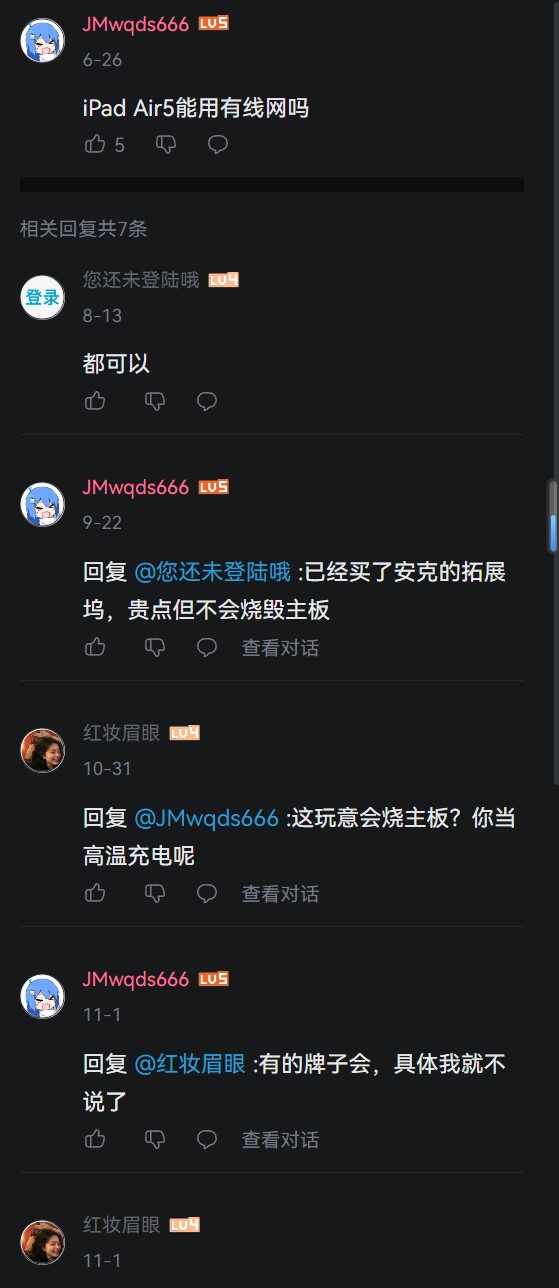 JMwqds666 LV5
6-26
iPad Air5能用有线网吗
5
相关回复共7条
登录
您还未登陆哦 LV4
8-13
都可以
JMwqds666 LV5
9-22
回复 @您还未登陆哦 :已经买了安克的拓展
坞，贵点但不会烧毁主板
查看对话
红妆眉眼 LV4
10-31
回复 @JMwqds666 :这玩意会烧主板？你当
高温充电呢
查看对话
JMwqds666 LV5
11-1
回复 @红妆眉眼 :有的牌子会，具体我就不
说了
查看对话
红妆眉眼 LV4
11-1